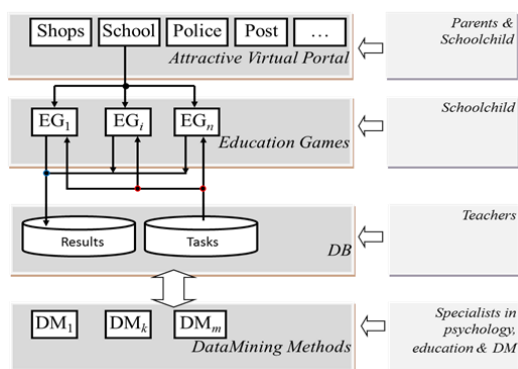 Shops School Police Post ...
Attractive Virtual Portal
Parents &
Schoolchild
EG1 EGi EGn
Education Games
Schoolchild
Results Tasks
DB
Teachers
DM1 DMk DMm
DataMining Methods
Specialists in
psychology,
education & DM